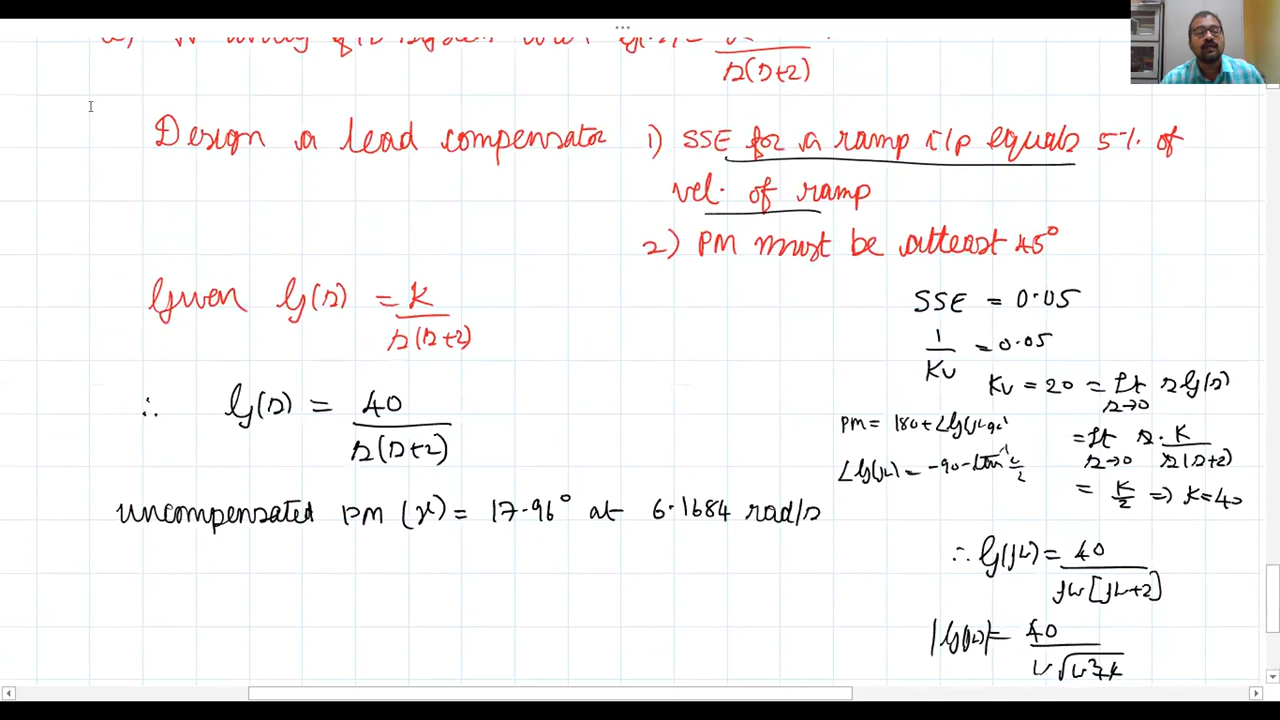 s(s+2)
Design a lead compensator 1) SSE for a ramp i/p equals 5% of
vel. of ramp
2) PM must be atleast 45°
Given G(s) = K / s(s+2)
∴ G(s) = 40 / s(s+2)
uncompensated PM (γ) = 17.96° at 6.1684 rad/s
SSE = 0.05
1/Kv = 0.05
Kv = 20 = Lt s→0 s G(s)
= Lt s→0 s. K / s(s+2)
= K/2 => K=40
PM = 180+∠G(jω
∠G(jω) = -90-tan⁻¹ ω/2
∴ G(jω) = 40 / jω[jω+2]
|G(jω)| = 40 / ω√ω²+4